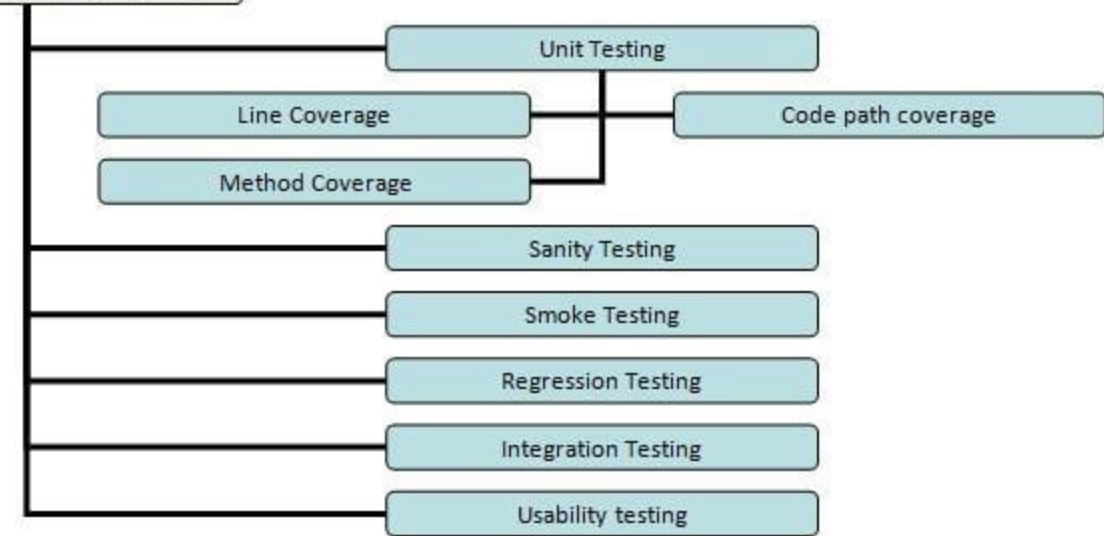 Unit Testing
Line Coverage
Code path coverage
Method Coverage
Sanity Testing
Smoke Testing
Regression Testing
Integration Testing
Usability testing